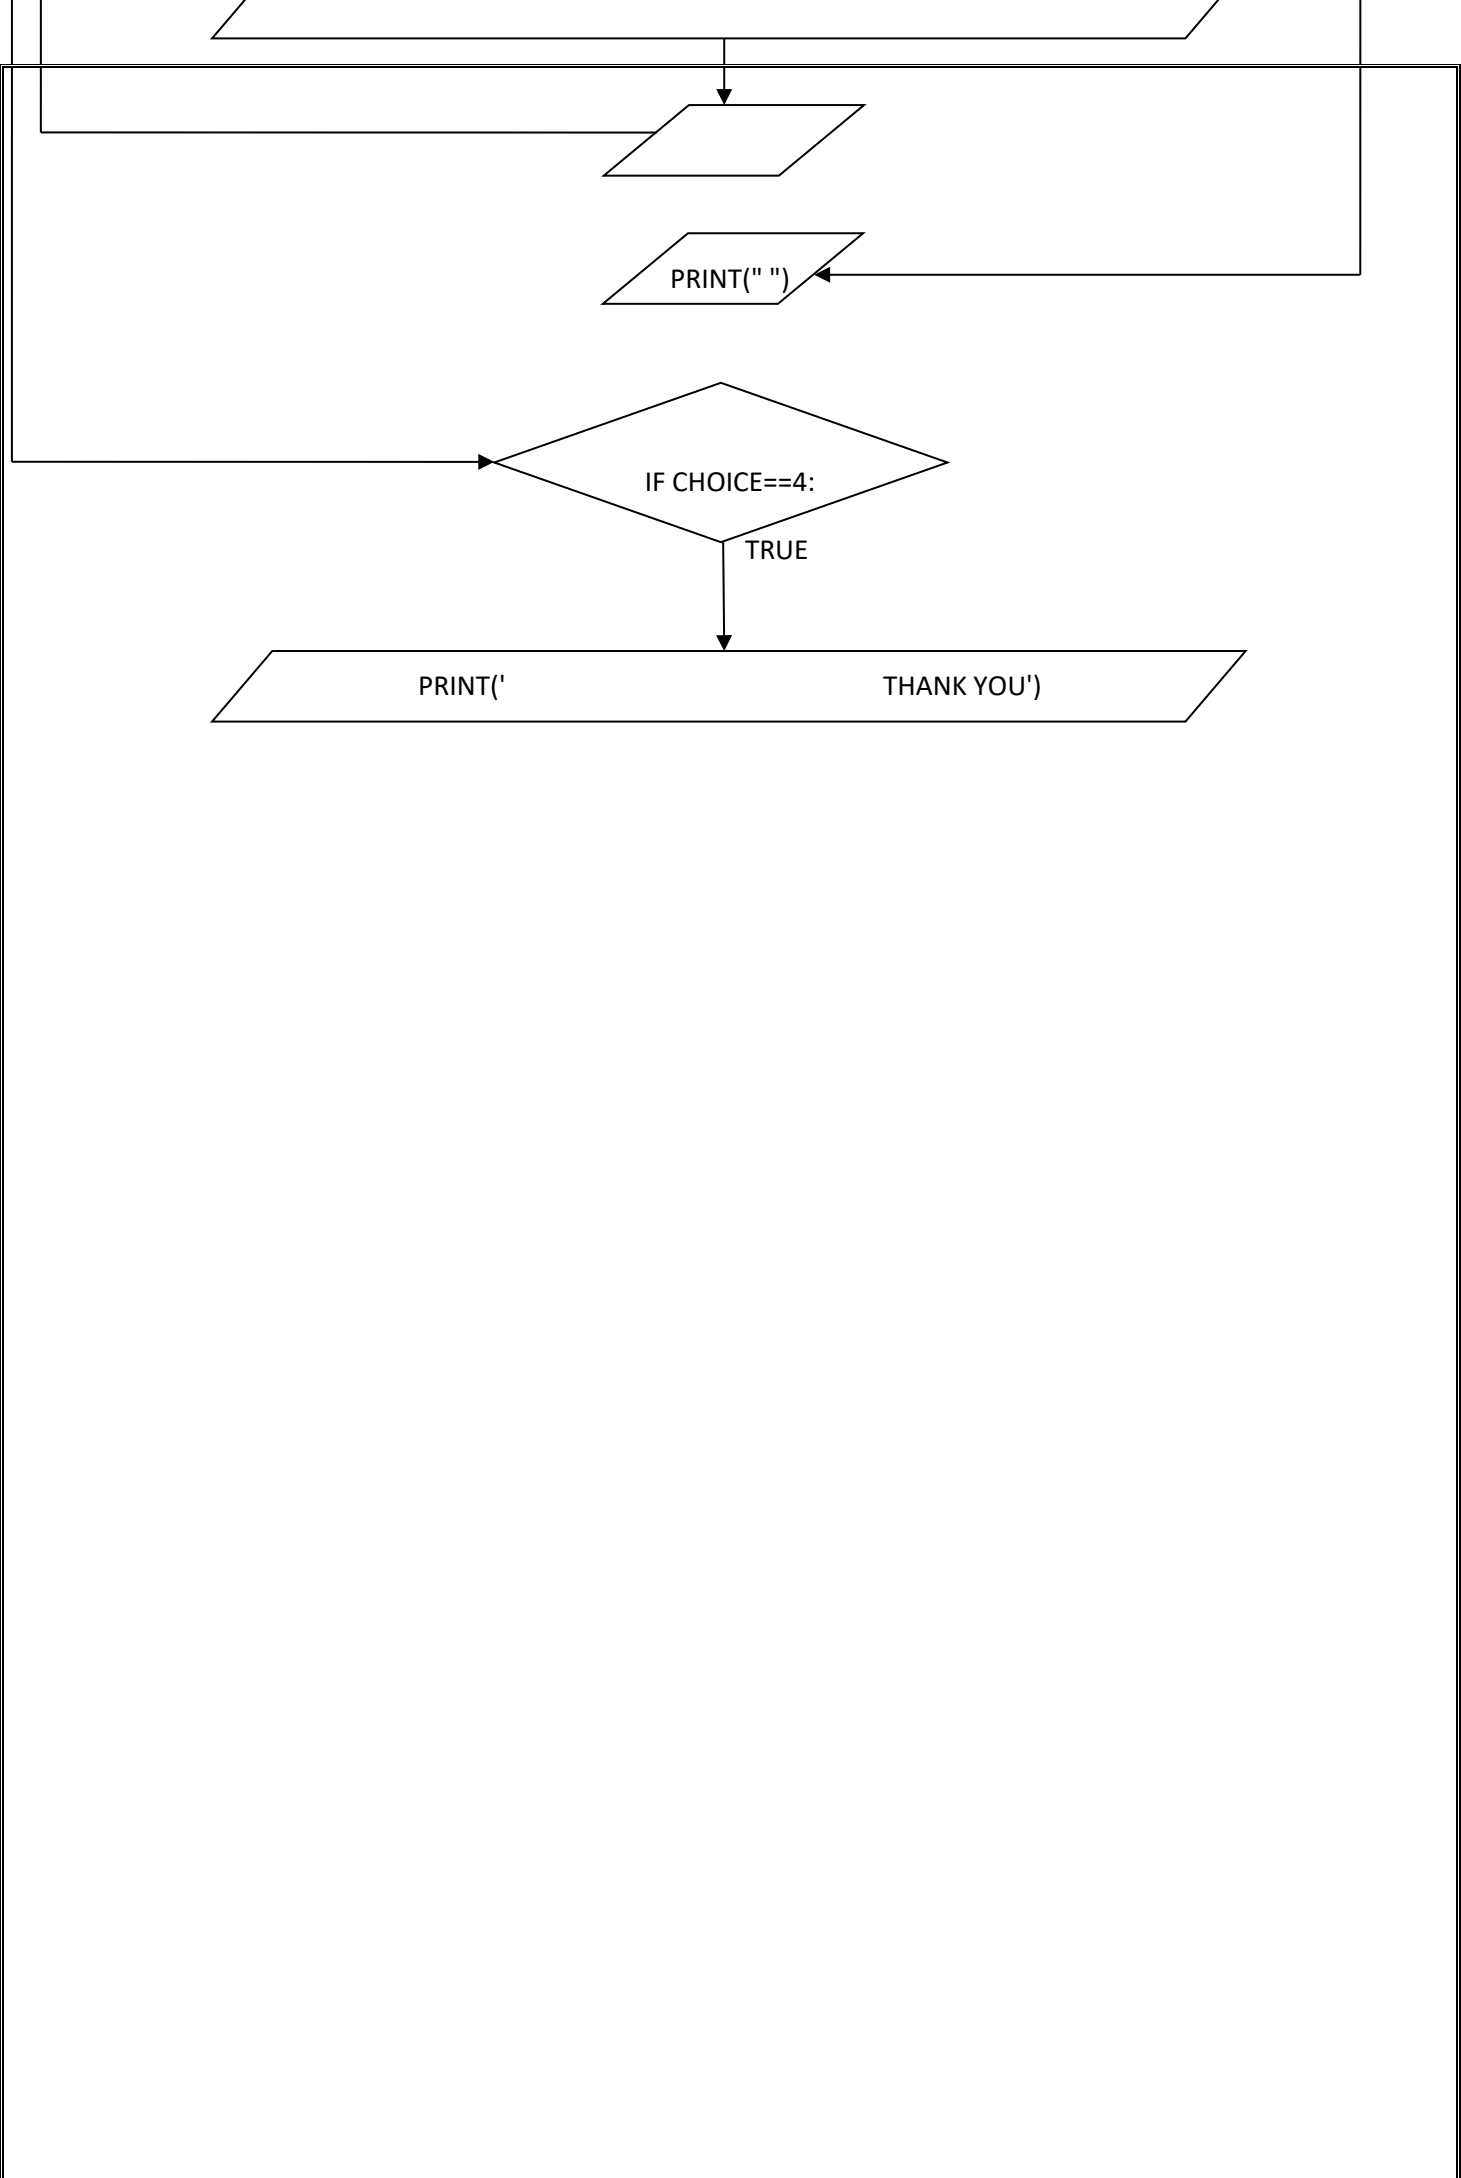 PRINT(" ")
IF CHOICE==4:
TRUE
PRINT('                                                      THANK YOU')